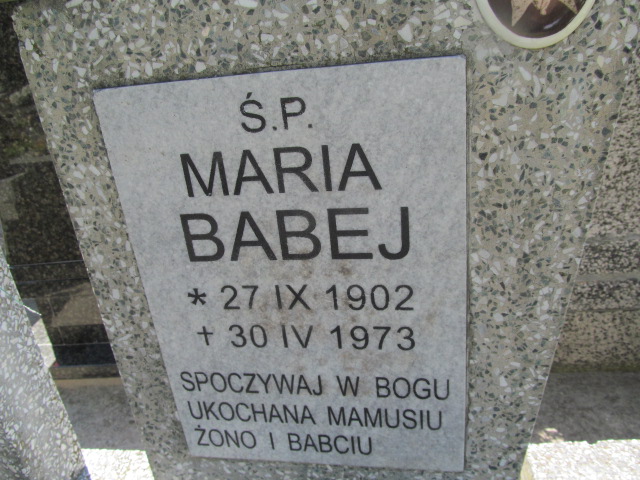 Ś.P.
MARIA
BABEJ
* 27 IX 1902
+ 30 IV 1973
SPOCZYWAJ W BOGU
UKOCHANA MAMUSIU
ŻONO I BABCIU